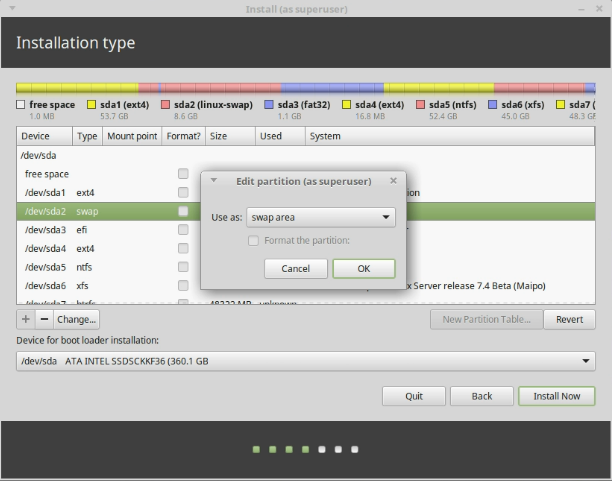 Install (as superuser)
Installation type
free space sda1 (ext4) sda2 (linux-swap) sda3 (fat32) sda4 (ext4) sda5 (ntfs) sda6 (xfs) sda7 (
1.0 MB 53.7 GB 8.6 GB 1.1 GB 16.8 MB 52.4 GB 45.0 GB 48.3 GB
Device Type Mount point Format? Size Used System
/dev/sda
free space
/dev/sda1 ext4
/dev/sda2 swap
/dev/sda3 efi
/dev/sda4 ext4
/dev/sda5 ntfs
/dev/sda6 xfs x Server release 7.4 Beta (Maipo)
/dev/sda7 btrfs 48322 MB unknown
Edit partition (as superuser)
Use as: swap area
Format the partition:
Cancel OK
+ − Change... New Partition Table... Revert
Device for boot loader installation:
/dev/sda ATA INTEL SSDSCKKF36 (360.1 GB
Quit Back Install Now